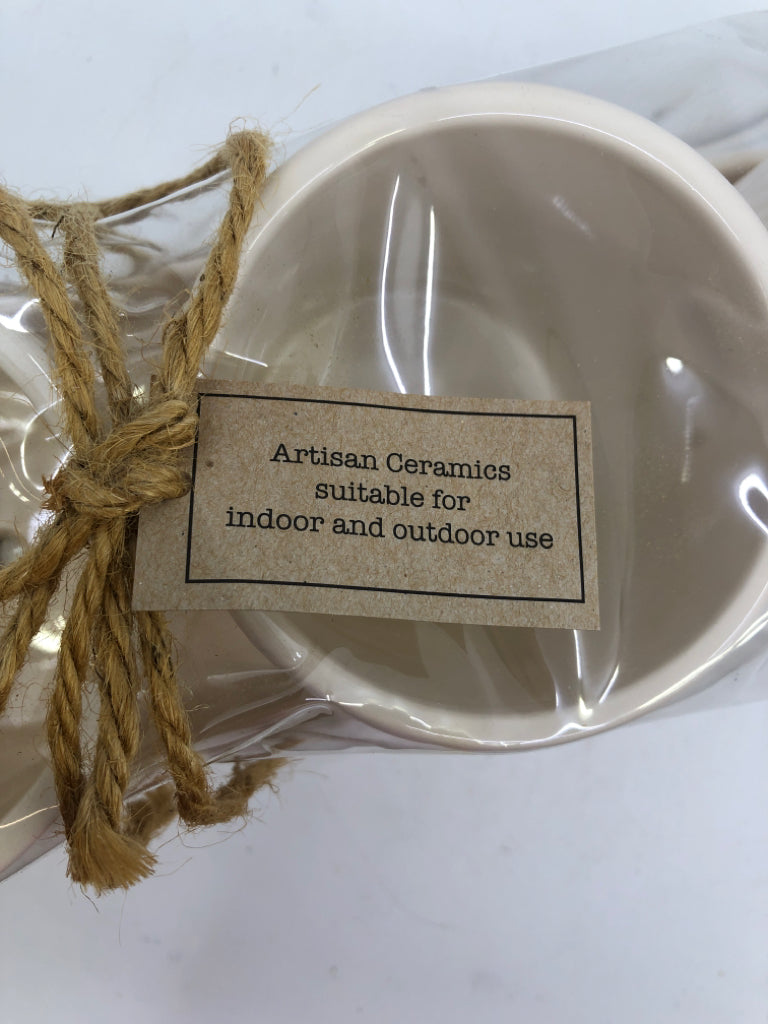 Artisan Ceramics
suitable for
indoor and outdoor use